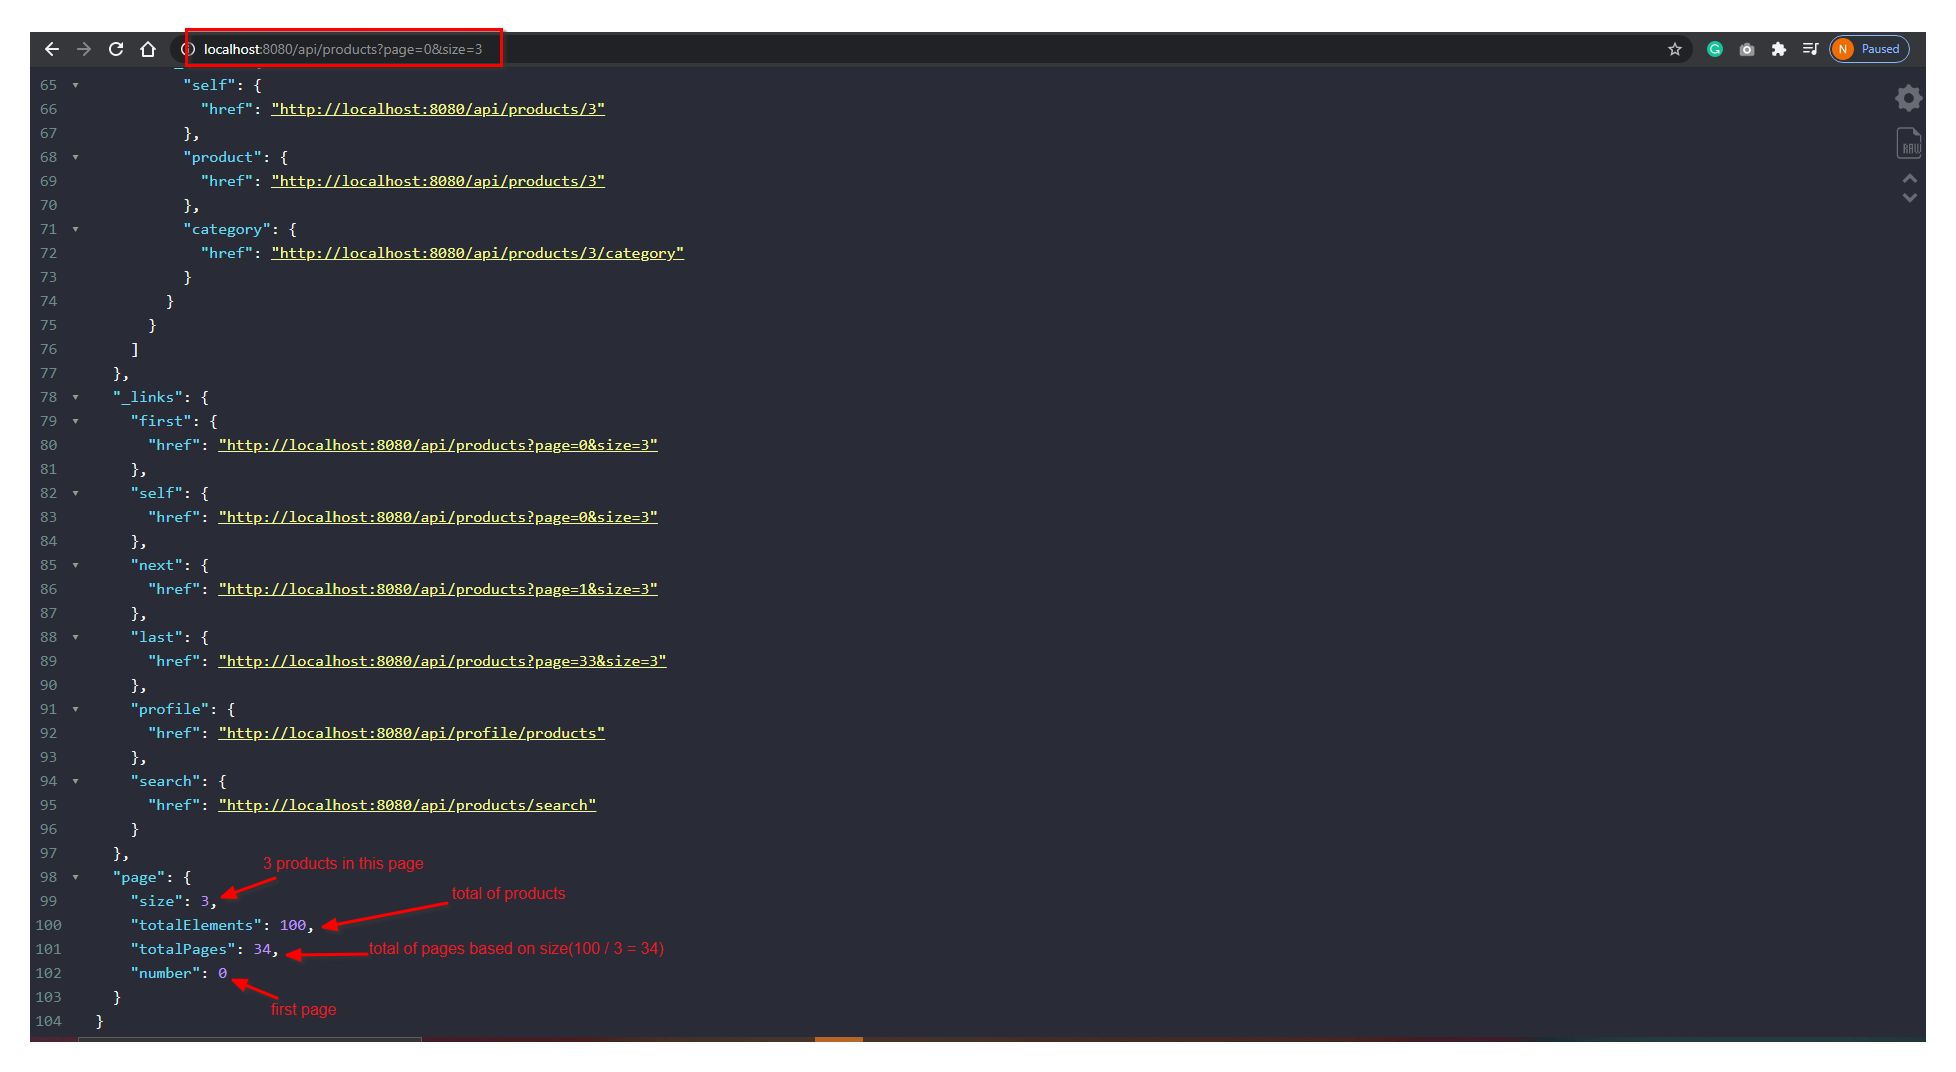 localhost:8080/api/products?page=0&size=3
N Paused
RAW
65 "self": {
66 "href": "http://localhost:8080/api/products/3"
67 },
68 "product": {
69 "href": "http://localhost:8080/api/products/3"
70 },
71 "category": {
72 "href": "http://localhost:8080/api/products/3/category"
73 }
74 }
75 }
76 ]
77 },
78 "_links": {
79 "first": {
80 "href": "http://localhost:8080/api/products?page=0&size=3"
81 },
82 "self": {
83 "href": "http://localhost:8080/api/products?page=0&size=3"
84 },
85 "next": {
86 "href": "http://localhost:8080/api/products?page=1&size=3"
87 },
88 "last": {
89 "href": "http://localhost:8080/api/products?page=33&size=3"
90 },
91 "profile": {
92 "href": "http://localhost:8080/api/profile/products"
93 },
94 "search": {
95 "href": "http://localhost:8080/api/products/search"
96 }
97 },
3 products in this page
98 "page": {
99 "size": 3,
total of products
100 "totalElements": 100,
101 "totalPages": 34, total of pages based on size(100 / 3 = 34)
102 "number": 0
103 }
first page
104 }